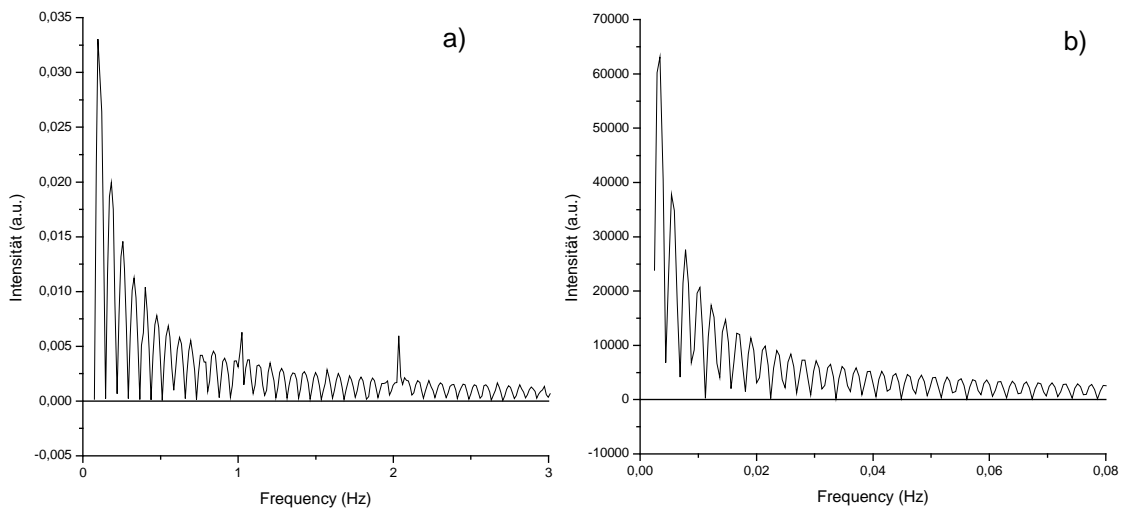 a)
0,035
0,030
0,025
0,020
0,015
0,010
0,005
0,000
-0,005
Intensität (a.u.)
0 1 2 3
Frequency (Hz)
b)
70000
60000
50000
40000
30000
20000
10000
0
-10000
Intensität (a.u.)
0,00 0,02 0,04 0,06 0,08
Frequency (Hz)